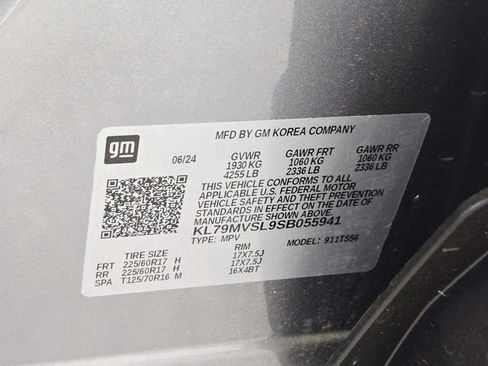 gm
MFD BY GM KOREA COMPANY
06/24 GVWR GAWR FRT GAWR RR
1930 KG 1060 KG 1060 KG
4255 LB 2336 LB 2336 LB
THIS VEHICLE CONFORMS TO ALL
APPLICABLE U.S. FEDERAL MOTOR
VEHICLE SAFETY AND THEFT PREVENTION
STANDARDS IN EFFECT ON THE DATE OF
MANUFACTURE SHOWN ABOVE.
KL79MVSL9SB055941
TYPE: MPV MODEL: 911TS56
TIRE SIZE RIM
FRT 225/60R17 H 17X7.5J
RR 225/60R17 H 17X7.5J
SPA T125/70R16 M 16X4BT